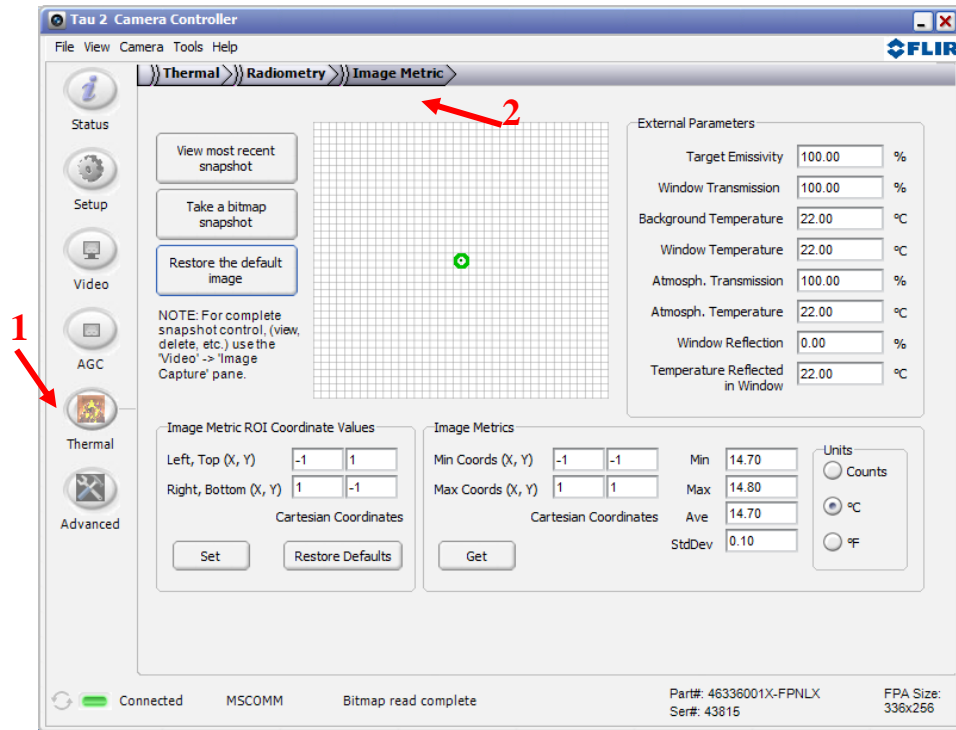 Tau 2 Camera Controller
File View Camera Tools Help
FLIR
Thermal Radiometry Image Metric
2
Status
Setup
Video
1
AGC
Thermal
Advanced
View most recent
snapshot
Take a bitmap
snapshot
Restore the default
image
NOTE: For complete
snapshot control, (view,
delete, etc.) use the
'Video' -> 'Image
Capture' pane.
External Parameters
Target Emissivity 100.00 %
Window Transmission 100.00 %
Background Temperature 22.00 ºC
Window Temperature 22.00 ºC
Atmosph. Transmission 100.00 %
Atmosph. Temperature 22.00 ºC
Window Reflection 0.00 %
Temperature Reflected
in Window 22.00 ºC
Image Metric ROI Coordinate Values
Left, Top (X, Y) -1 1
Right, Bottom (X, Y) 1 -1
Cartesian Coordinates
Set Restore Defaults
Image Metrics
Min Coords (X, Y) -1 -1
Max Coords (X, Y) 1 1
Cartesian Coordinates
Get
Min 14.70
Max 14.80
Ave 14.70
StdDev 0.10
Units
Counts
ºC
ºF
Connected MSCOMM Bitmap read complete
Part#: 46336001X-FPNLX
Ser#: 43815
FPA Size:
336x256